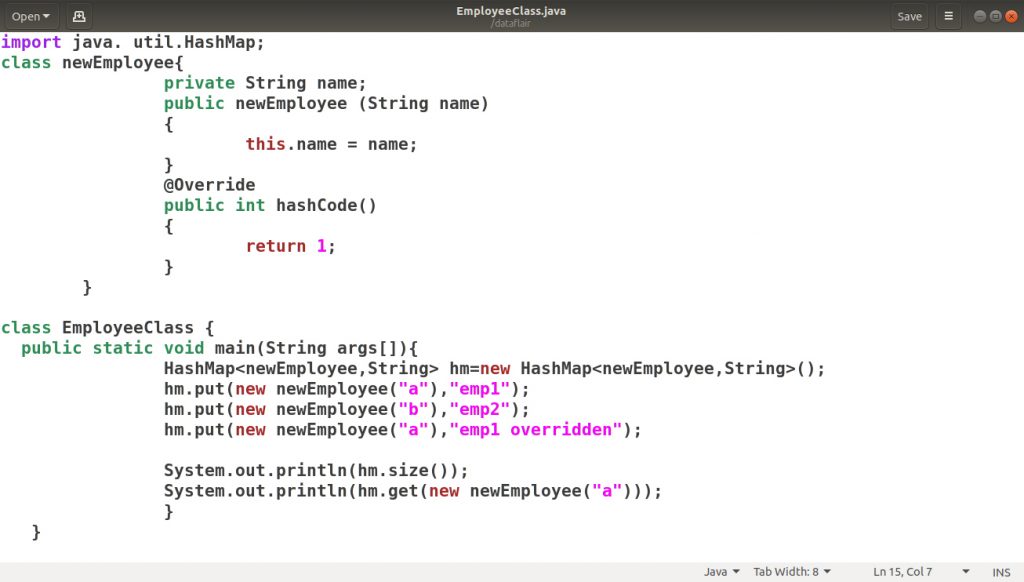 Open
EmployeeClass.java
/dataflair
Save
import java. util.HashMap;
class newEmployee{
private String name;
public newEmployee (String name)
{
this.name = name;
}
@Override
public int hashCode()
{
return 1;
}
}
class EmployeeClass {
public static void main(String args[]){
HashMap<newEmployee,String> hm=new HashMap<newEmployee,String>();
hm.put(new newEmployee("a"),"emp1");
hm.put(new newEmployee("b"),"emp2");
hm.put(new newEmployee("a"),"emp1 overridden");
System.out.println(hm.size());
System.out.println(hm.get(new newEmployee("a")));
}
}
Java Tab Width: 8 Ln 15, Col 7 INS